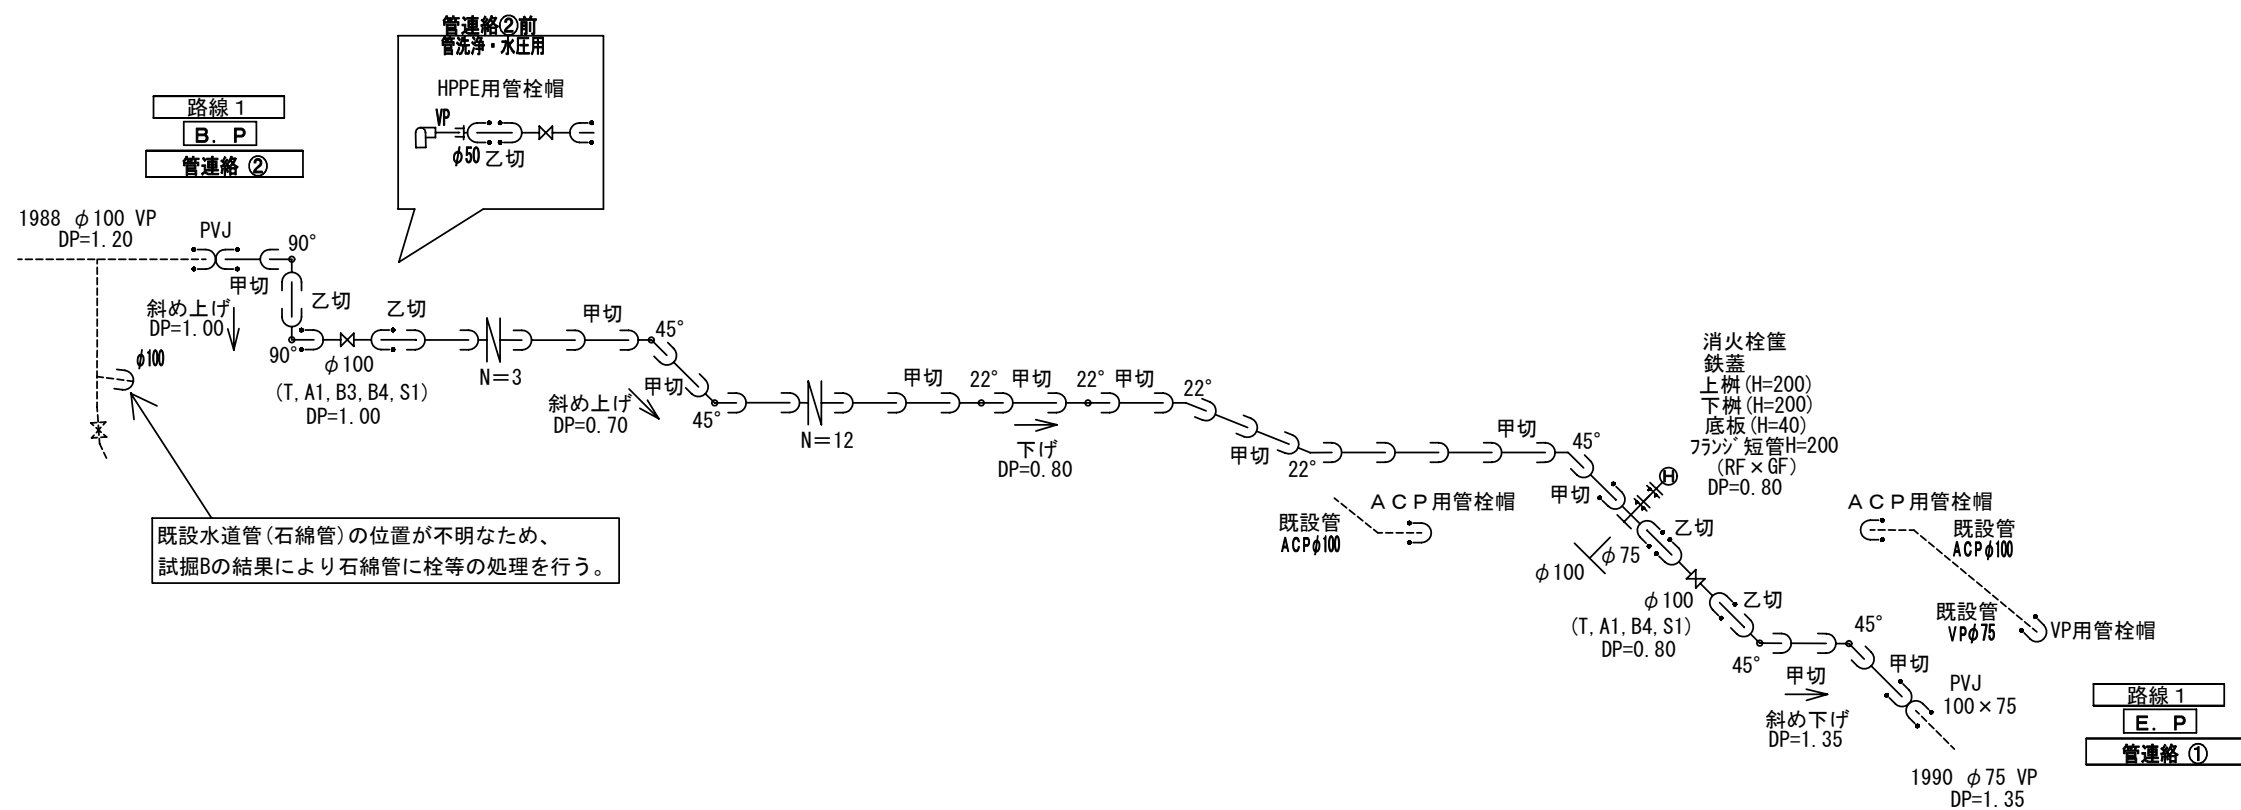 管連絡②前
管洗浄・水圧用
HPPE用管栓帽
VP
φ50
乙切
路線1
B. P
管連絡 ②
1988 φ100 VP
DP=1.20
PVJ
90°
甲切
乙切
斜め上げ
DP=1.00
φ100
90°
乙切
φ100
(T,A1,B3,B4,S1)
DP=1.00
N=3
甲切
45°
甲切
斜め上げ
DP=0.70
45°
N=12
甲切
22°
甲切
22°
甲切
下げ
DP=0.80
22°
甲切
22°
甲切
45°
甲切
消火栓筐
鉄蓋
上桝(H=200)
下桝(H=200)
底板(H=40)
フランジ短管H=200
(RF×GF)
DP=0.80
H
既設水道管(石綿管)の位置が不明なため、
試掘Bの結果により石綿管に栓等の処理を行う。
ACP用管栓帽
既設管
ACPφ100
乙切
φ100
φ75
φ100
(T,A1,B4,S1)
DP=0.80
乙切
45°
甲切
斜め下げ
DP=1.35
45°
甲切
PVJ
100×75
1990 φ75 VP
DP=1.35
ACP用管栓帽
既設管
ACPφ100
既設管
VPφ75
VP用管栓帽
路線1
E. P
管連絡 ①